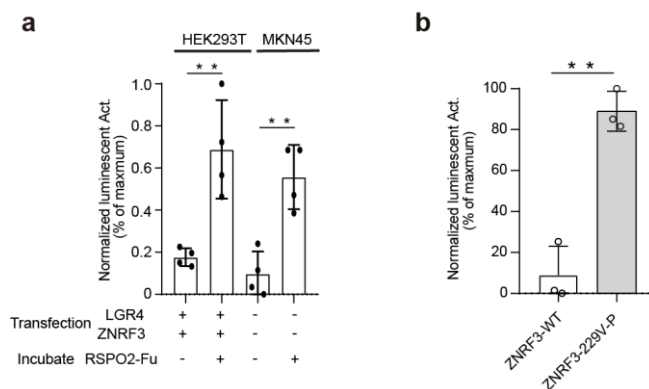 a
HEK293T MKN45
Normalized luminescent Act.
(% of maxmum)
1.0
0.8
0.6
0.4
0.2
0
* *
* *
Transfection LGR4 + + - -
ZNRF3 + + - -
Incubate RSPO2-Fu - + - +
b
Normalized luminescent Act.
(% of maxmum)
100
80
60
40
20
0
* *
ZNRF3-WT
ZNRF3-229V-P